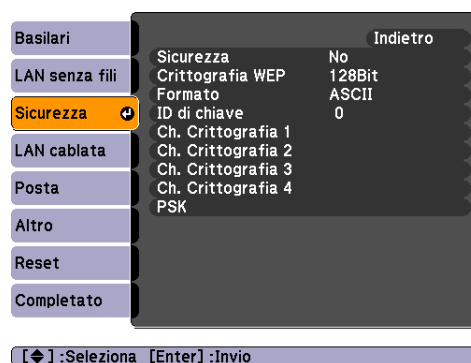 Basilari
LAN senza fili
Sicurezza
LAN cablata
Posta
Altro
Reset
Completato
Indietro
Sicurezza No
Crittografia WEP 128Bit
Formato ASCII
ID di chiave 0
Ch. Crittografia 1
Ch. Crittografia 2
Ch. Crittografia 3
Ch. Crittografia 4
PSK
[◆] :Seleziona [Enter] :Invio